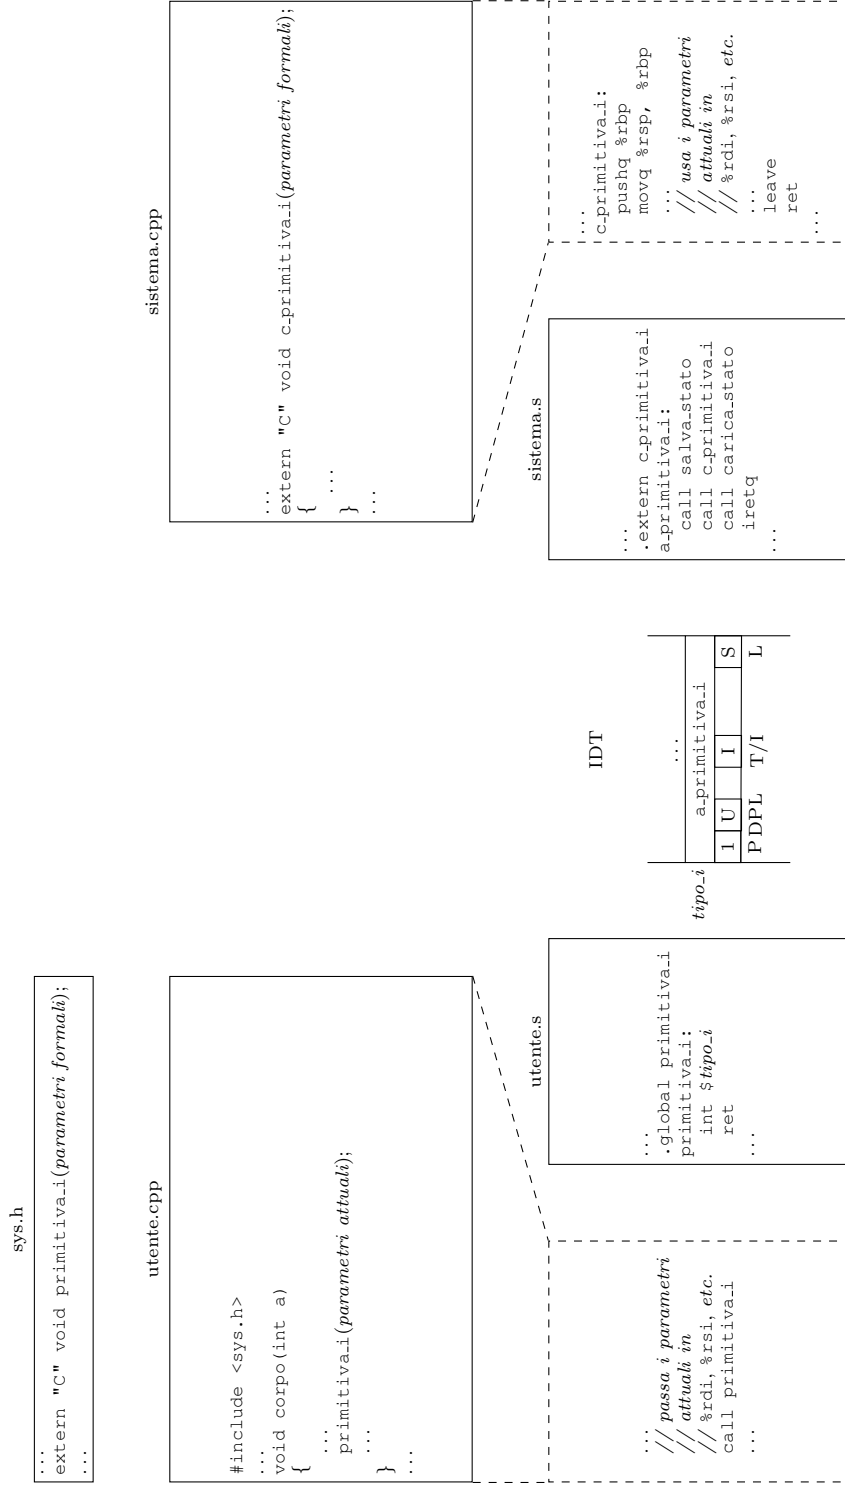 sys.h
...
extern "C" void primitiva_i(parametri formali);
...
utente.cpp
#include <sys.h>
...
void corpo(int a)
{
...
primitiva_i(parametri attuali);
...
}
...
...
// passa i parametri
// attuali in
// %rdi, %rsi, etc.
call primitiva_i
...
utente.s
...
.global primitiva_i
primitiva_i:
int $tipo_i
ret
...
IDT
...
tipo_i
a_primitiva_i
1 U I S
P DPL T/I L
sistema.cpp
...
extern "C" void c_primitiva_i(parametri formali);
{
...
}
...
sistema.s
...
.extern c_primitiva_i
a_primitiva_i:
call salva_stato
call c_primitiva_i
call carica_stato
iretq
...
...
c_primitiva_i:
pushq %rbp
movq %rsp, %rbp
...
// usa i parametri
// attuali in
// %rdi, %rsi, etc.
...
leave
ret
...